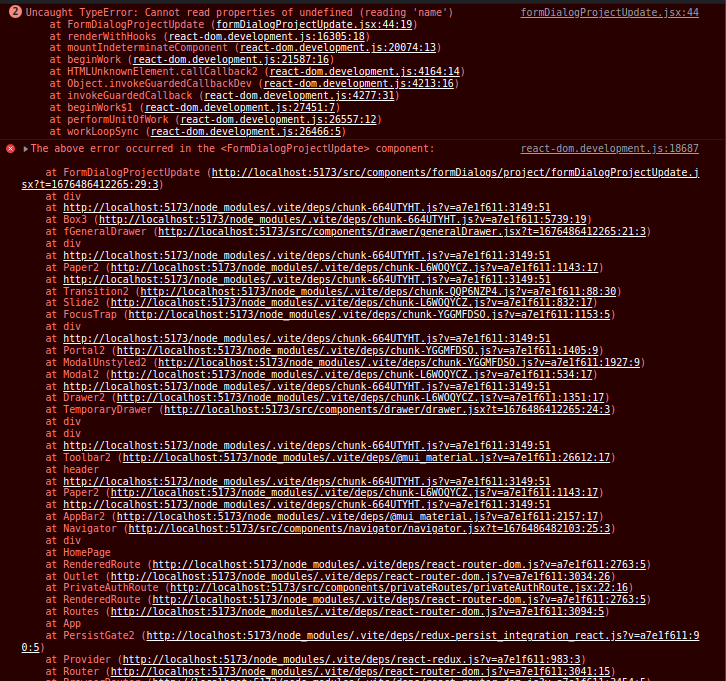 2 Uncaught TypeError: Cannot read properties of undefined (reading 'name') formDialogProjectUpdate.jsx:44
at FormDialogProjectUpdate (formDialogProjectUpdate.jsx:44:19)
at renderWithHooks (react-dom.development.js:16305:18)
at mountIndeterminateComponent (react-dom.development.js:20074:13)
at beginWork (react-dom.development.js:21587:16)
at HTMLUnknownElement.callCallback2 (react-dom.development.js:4164:14)
at Object.invokeGuardedCallbackDev (react-dom.development.js:4213:16)
at invokeGuardedCallback (react-dom.development.js:4277:31)
at beginWork$1 (react-dom.development.js:27451:7)
at performUnitOfWork (react-dom.development.js:26557:12)
at workLoopSync (react-dom.development.js:26466:5)
The above error occurred in the <FormDialogProjectUpdate> component: react-dom.development.js:18687
at FormDialogProjectUpdate (http://localhost:5173/src/components/formDialogs/project/formDialogProjectUpdate.j
sx?t=1676486412265:29:3)
at div
at http://localhost:5173/node_modules/.vite/deps/chunk-664UTYHT.js?v=a7e1f611:3149:51
at Box3 (http://localhost:5173/node_modules/.vite/deps/chunk-664UTYHT.js?v=a7e1f611:5739:19)
at fGeneralDrawer (http://localhost:5173/src/components/drawer/generalDrawer.jsx?t=1676486412265:21:3)
at div
at http://localhost:5173/node_modules/.vite/deps/chunk-664UTYHT.js?v=a7e1f611:3149:51
at Paper2 (http://localhost:5173/node_modules/.vite/deps/chunk-L6WOQYCZ.js?v=a7e1f611:1143:17)
at http://localhost:5173/node_modules/.vite/deps/chunk-664UTYHT.js?v=a7e1f611:3149:51
at Transition2 (http://localhost:5173/node_modules/.vite/deps/chunk-QQP6NZP4.js?v=a7e1f611:88:30)
at Slide2 (http://localhost:5173/node_modules/.vite/deps/chunk-L6WOQYCZ.js?v=a7e1f611:832:17)
at FocusTrap (http://localhost:5173/node_modules/.vite/deps/chunk-YGGMFDSO.js?v=a7e1f611:1153:5)
at div
at http://localhost:5173/node_modules/.vite/deps/chunk-664UTYHT.js?v=a7e1f611:3149:51
at Portal2 (http://localhost:5173/node_modules/.vite/deps/chunk-YGGMFDSO.js?v=a7e1f611:1405:9)
at ModalUnstyled2 (http://localhost:5173/node_modules/.vite/deps/chunk-YGGMFDSO.js?v=a7e1f611:1927:9)
at Modal2 (http://localhost:5173/node_modules/.vite/deps/chunk-L6WOQYCZ.js?v=a7e1f611:534:17)
at http://localhost:5173/node_modules/.vite/deps/chunk-664UTYHT.js?v=a7e1f611:3149:51
at Drawer2 (http://localhost:5173/node_modules/.vite/deps/chunk-L6WOQYCZ.js?v=a7e1f611:1351:17)
at TemporaryDrawer (http://localhost:5173/src/components/drawer/drawer.jsx?t=1676486412265:24:3)
at div
at div
at http://localhost:5173/node_modules/.vite/deps/chunk-664UTYHT.js?v=a7e1f611:3149:51
at Toolbar2 (http://localhost:5173/node_modules/.vite/deps/@mui_material.js?v=a7e1f611:26612:17)
at header
at http://localhost:5173/node_modules/.vite/deps/chunk-664UTYHT.js?v=a7e1f611:3149:51
at Paper2 (http://localhost:5173/node_modules/.vite/deps/chunk-L6WOQYCZ.js?v=a7e1f611:1143:17)
at http://localhost:5173/node_modules/.vite/deps/chunk-664UTYHT.js?v=a7e1f611:3149:51
at AppBar2 (http://localhost:5173/node_modules/.vite/deps/@mui_material.js?v=a7e1f611:2157:17)
at Navigator (http://localhost:5173/src/components/navigator/navigator.jsx?t=1676486482103:25:3)
at div
at HomePage
at RenderedRoute (http://localhost:5173/node_modules/.vite/deps/react-router-dom.js?v=a7e1f611:2763:5)
at Outlet (http://localhost:5173/node_modules/.vite/deps/react-router-dom.js?v=a7e1f611:3034:26)
at PrivateAuthRoute (http://localhost:5173/src/components/privateRoutes/privateAuthRoute.jsx:22:16)
at RenderedRoute (http://localhost:5173/node_modules/.vite/deps/react-router-dom.js?v=a7e1f611:2763:5)
at Routes (http://localhost:5173/node_modules/.vite/deps/react-router-dom.js?v=a7e1f611:3094:5)
at App
at PersistGate2 (http://localhost:5173/node_modules/.vite/deps/redux-persist_integration_react.js?v=a7e1f611:9
0:5)
at Provider (http://localhost:5173/node_modules/.vite/deps/react-redux.js?v=a7e1f611:983:3)
at Router (http://localhost:5173/node_modules/.vite/deps/react-router-dom.js?v=a7e1f611:3041:15)